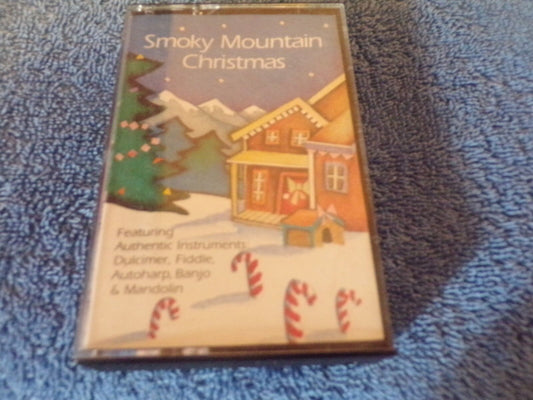 Smoky Mountain
Christmas
Featuring
Authentic Instruments
Dulcimer, Fiddle,
Autoharp, Banjo
& Mandolin